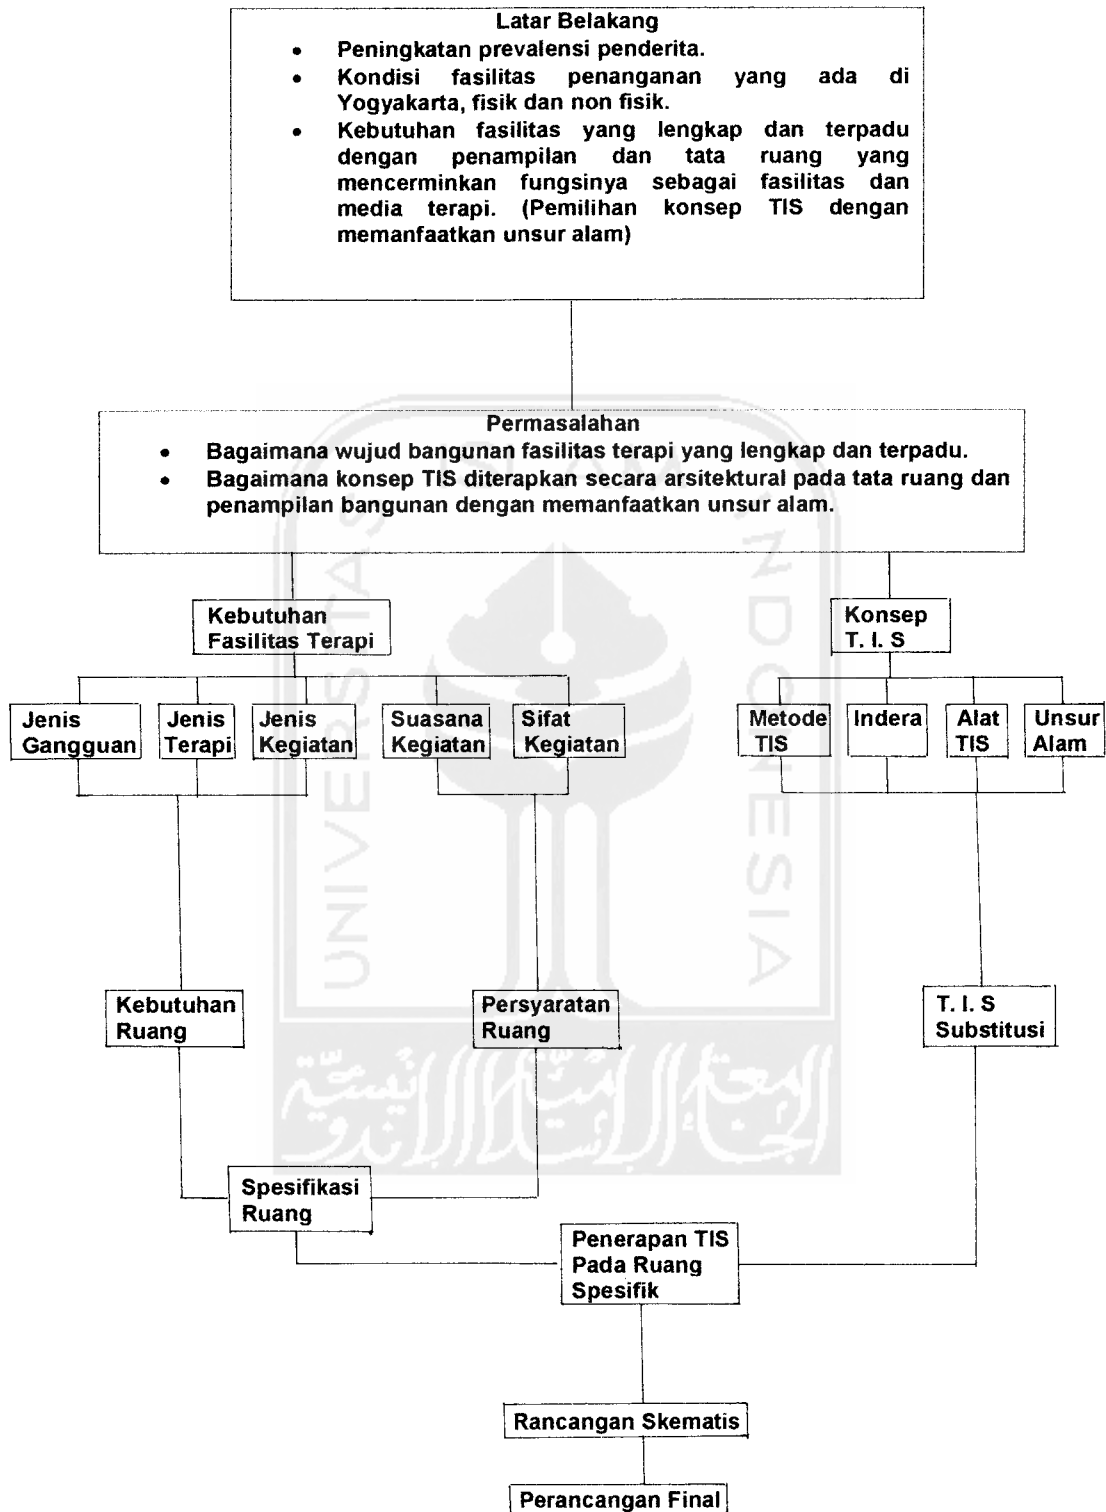 Latar Belakang
• Peningkatan prevalensi penderita.
• Kondisi fasilitas penanganan yang ada di
Yogyakarta, fisik dan non fisik.
• Kebutuhan fasilitas yang lengkap dan terpadu
dengan penampilan dan tata ruang yang
mencerminkan fungsinya sebagai fasilitas dan
media terapi. (Pemilihan konsep TIS dengan
memanfaatkan unsur alam)
Permasalahan
• Bagaimana wujud bangunan fasilitas terapi yang lengkap dan terpadu.
• Bagaimana konsep TIS diterapkan secara arsitektural pada tata ruang dan
penampilan bangunan dengan memanfaatkan unsur alam.
Kebutuhan
Fasilitas Terapi
Konsep
T. I. S
Jenis
Gangguan
Jenis
Terapi
Jenis
Kegiatan
Suasana
Kegiatan
Sifat
Kegiatan
Metode
TIS
Indera
Alat
TIS
Unsur
Alam
Kebutuhan
Ruang
Persyaratan
Ruang
T. I. S
Substitusi
Spesifikasi
Ruang
Penerapan TIS
Pada Ruang
Spesifik
Rancangan Skematis
Perancangan Final
UNIVERSITAS
ISLAM
INDONESIA